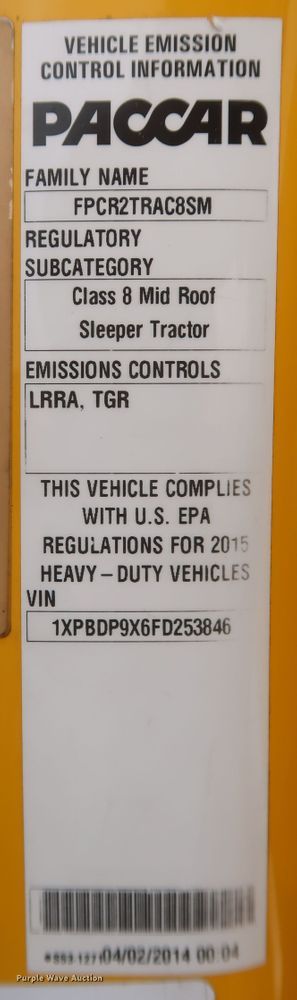 VEHICLE EMISSION
CONTROL INFORMATION
PACCAR
FAMILY NAME
FPCR2TRAC8SM
REGULATORY
SUBCATEGORY
Class 8 Mid Roof
Sleeper Tractor
EMISSIONS CONTROLS
LRRA, TGR
THIS VEHICLE COMPLIES
WITH U.S. EPA
REGULATIONS FOR 2015
HEAVY – DUTY VEHICLES
VIN
1XPBDP9X6FD253846
04/02/2014 00:04
Purple Wave Auction